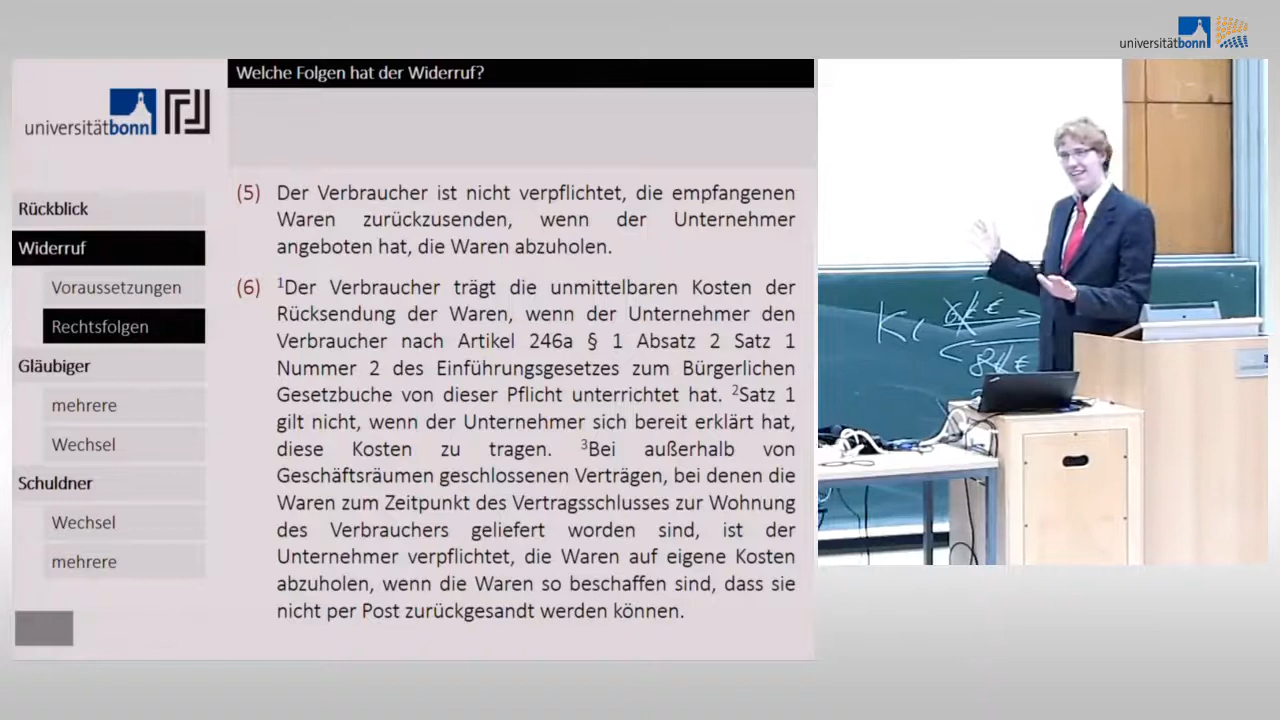 universitätbonn
Welche Folgen hat der Widerruf?
universitätbonn
Rückblick
Widerruf
Voraussetzungen
Rechtsfolgen
Gläubiger
mehrere
Wechsel
Schuldner
Wechsel
mehrere
(5) Der Verbraucher ist nicht verpflichtet, die empfangenen
Waren zurückzusenden, wenn der Unternehmer
angeboten hat, die Waren abzuholen.
(6) ¹Der Verbraucher trägt die unmittelbaren Kosten der
Rücksendung der Waren, wenn der Unternehmer den
Verbraucher nach Artikel 246a § 1 Absatz 2 Satz 1
Nummer 2 des Einführungsgesetzes zum Bürgerlichen
Gesetzbuche von dieser Pflicht unterrichtet hat. ²Satz 1
gilt nicht, wenn der Unternehmer sich bereit erklärt hat,
diese Kosten zu tragen. ³Bei außerhalb von
Geschäftsräumen geschlossenen Verträgen, bei denen die
Waren zum Zeitpunkt des Vertragsschlusses zur Wohnung
des Verbrauchers geliefert worden sind, ist der
Unternehmer verpflichtet, die Waren auf eigene Kosten
abzuholen, wenn die Waren so beschaffen sind, dass sie
nicht per Post zurückgesandt werden können.
K
€
€